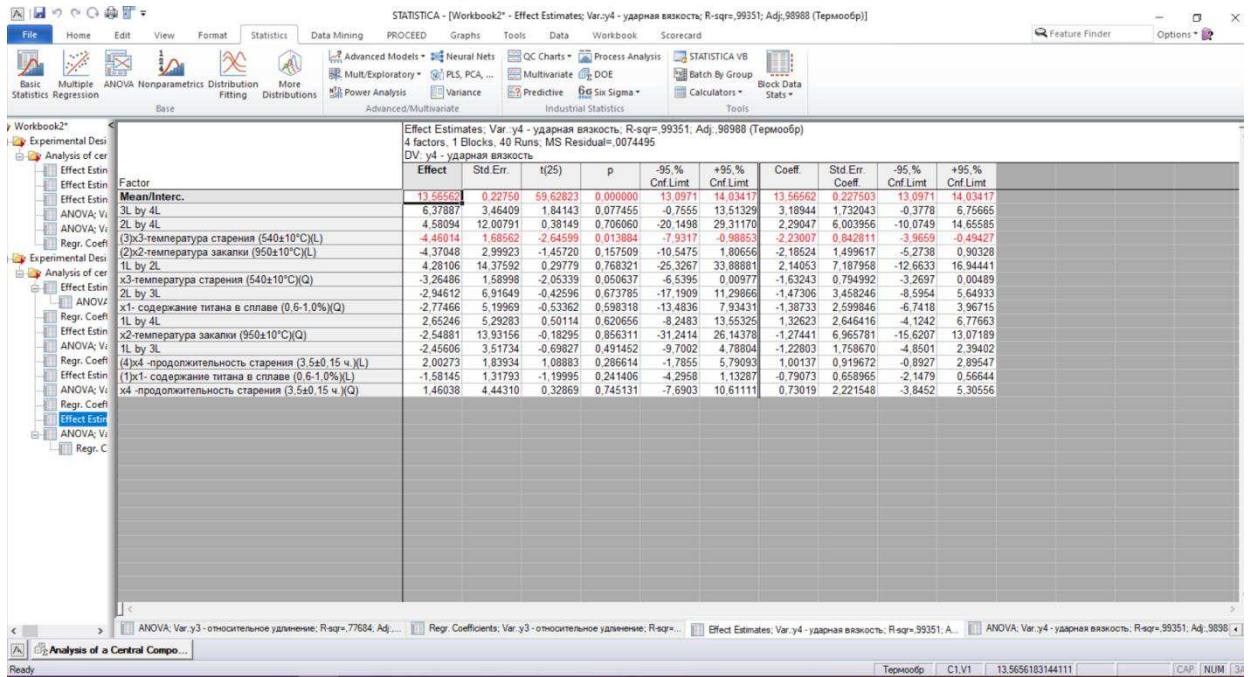 STATISTICA - [Workbook2* - Effect Estimates; Var.:y4 - ударная вязкость; R-sqr=,99351; Adj:,98988 (Термообр)]
File Home Edit View Format Statistics Data Mining PROCEED Graphs Tools Data Workbook Scorecard Feature Finder Options
Basic Statistics Multiple Regression ANOVA Nonparametrics Distribution Fitting More Distributions
Advanced Models Neural Nets QC Charts Process Analysis STATISTICA VB
Mult/Exploratory PLS, PCA, ... Multivariate DOE Batch By Group Block Data Stats
Power Analysis Variance Predictive Six Sigma Calculators
Base Advanced/Multivariate Industrial Statistics Tools
Workbook2*
Experimental Desi
Analysis of cer
Effect Estin
Effect Estin
Effect Estin
ANOVA; Va
ANOVA; Va
Regr. Coeff
Experimental Desi
Analysis of cer
Effect Estin
ANOVA
Regr. Coeff
Effect Estin
ANOVA; Va
Regr. Coeff
Effect Estin
ANOVA; Va
Regr. Coeff
Effect Estin
ANOVA; Va
Regr. C
Effect Estimates; Var.:y4 - ударная вязкость; R-sqr=,99351; Adj:,98988 (Термообр)
4 factors, 1 Blocks, 40 Runs; MS Residual=,0074495
DV: y4 - ударная вязкость
Factor Effect Std.Err. t(25) p -95,% Cnf.Limt +95,% Cnf.Limt Coeff. Std.Err. Coeff. -95,% Cnf.Limt +95,% Cnf.Limt
Mean/Interc. 13,56562 0,22750 59,62823 0,000000 13,0971 14,03417 13,56562 0,227503 13,0971 14,03417
3L by 4L 6,37887 3,46409 1,84143 0,077455 -0,7555 13,51329 3,18944 1,732043 -0,3778 6,75665
2L by 4L 4,58094 12,00791 0,38149 0,706060 -20,1498 29,31170 2,29047 6,003956 -10,0749 14,65585
(3)x3-температура старения (540±10°C)(L) -4,46014 1,68562 -2,64599 0,013884 -7,9317 -0,98853 -2,23007 0,842811 -3,9659 -0,49427
(2)x2-температура закалки (950±10°C)(L) -4,37048 2,99923 -1,45720 0,157509 -10,5475 1,80656 -2,18524 1,499617 -5,2738 0,90328
1L by 2L 4,28106 14,37592 0,29779 0,768321 -25,3267 33,88881 2,14053 7,187958 -12,6633 16,94441
x3-температура старения (540±10°C)(Q) -3,26486 1,58998 -2,05339 0,050637 -6,5395 0,00977 -1,63243 0,794992 -3,2697 0,00489
2L by 3L -2,94612 6,91649 -0,42596 0,673785 -17,1909 11,29866 -1,47306 3,458246 -8,5954 5,64933
x1- содержание титана в сплаве (0,6-1,0%)(Q) -2,77466 5,19969 -0,53362 0,598318 -13,4836 7,93431 -1,38733 2,599846 -6,7418 3,96715
1L by 4L 2,65246 5,29283 0,50114 0,620656 -8,2483 13,55325 1,32623 2,646416 -4,1242 6,77663
x2-температура закалки (950±10°C)(Q) -2,54881 13,93156 -0,18295 0,856311 -31,2414 26,14378 -1,27441 6,965781 -15,6207 13,07189
1L by 3L -2,45606 3,51734 -0,69827 0,491452 -9,7002 4,78804 -1,22803 1,758670 -4,8501 2,39402
(4)x4 -продолжительность старения (3,5±0,15 ч.)(L) 2,00273 1,83934 1,08883 0,286614 -1,7855 5,79093 1,00137 0,919672 -0,8927 2,89547
(1)x1- содержание титана в сплаве (0,6-1,0%)(L) -1,58145 1,31793 -1,19995 0,241406 -4,2958 1,13287 -0,79073 0,658965 -2,1479 0,56644
x4 -продолжительность старения (3,5±0,15 ч.)(Q) 1,46038 4,44310 0,32869 0,745131 -7,6903 10,61111 0,73019 2,221548 -3,8452 5,30556
ANOVA; Var.:y3 - относительное удлинение; R-sqr=,77684; Adj:,... Regr. Coefficients; Var.:y3 - относительное удлинение; R-sqr=... Effect Estimates; Var.:y4 - ударная вязкость; R-sqr=,99351; A... ANOVA; Var.:y4 - ударная вязкость; R-sqr=,99351; Adj:,9898
Analysis of a Central Compo...
Ready Термообр C1,V1 13,5656183144111 CAP NUM